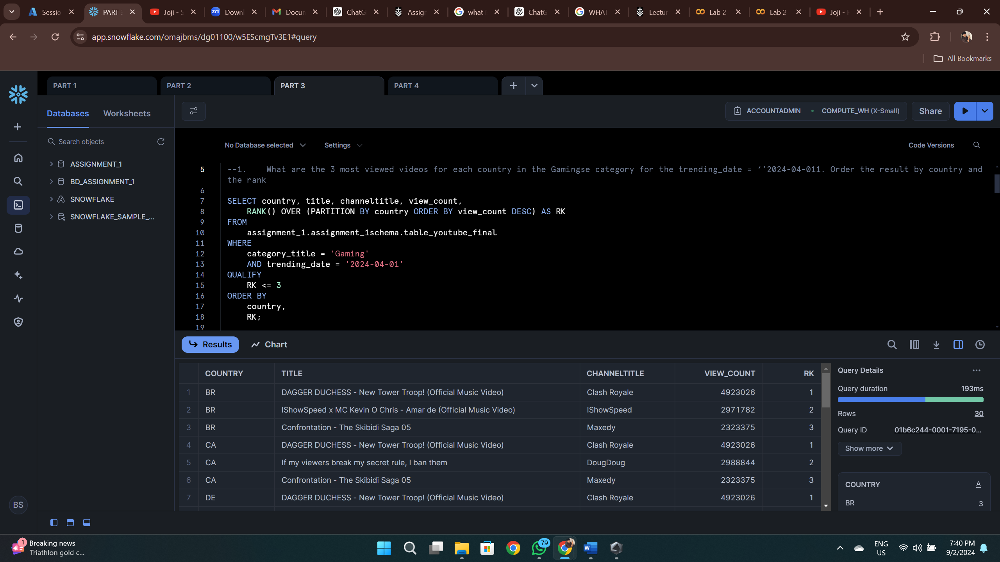 Sessio
PART 3
Joji - S
zm
Downl
Docun
ChatG
Assign
what i
ChatG
WHAT
Lectur
Lab 2
Lab 2
Joji - F
app.snowflake.com/omajbms/dg01100/w5EScmgTv3E1#query
All Bookmarks
PART 1
PART 2
PART 3
PART 4
Databases
Worksheets
ACCOUNTADMIN
COMPUTE_WH (X-Small)
Share
Search objects
ASSIGNMENT_1
BD_ASSIGNMENT_1
SNOWFLAKE
SNOWFLAKE_SAMPLE_...
BS
No Database selected
Settings
Code Versions
5 --1. What are the 3 most viewed videos for each country in the Gamingse category for the trending_date = ‘'2024-04-011. Order the result by country and
the rank
6
7 SELECT country, title, channeltitle, view_count,
8 RANK() OVER (PARTITION BY country ORDER BY view_count DESC) AS RK
9 FROM
10 assignment_1.assignment_1schema.table_youtube_final
11 WHERE
12 category_title = 'Gaming'
13 AND trending_date = '2024-04-01'
14 QUALIFY
15 RK <= 3
16 ORDER BY
17 country,
18 RK;
19
Results
Chart
COUNTRY TITLE CHANNELTITLE VIEW_COUNT RK
1 BR DAGGER DUCHESS - New Tower Troop! (Official Music Video) Clash Royale 4923026 1
2 BR IShowSpeed x MC Kevin O Chris - Amar de (Official Music Video) IShowSpeed 2971782 2
3 BR Confrontation - The Skibidi Saga 05 Maxedy 2323375 3
4 CA DAGGER DUCHESS - New Tower Troop! (Official Music Video) Clash Royale 4923026 1
5 CA If my viewers break my secret rule, I ban them DougDoug 2988844 2
6 CA Confrontation - The Skibidi Saga 05 Maxedy 2323375 3
7 DE DAGGER DUCHESS - New Tower Troop! (Official Music Video) Clash Royale 4923026 1
Query Details
Query duration 193ms
Rows 30
Query ID 01b6c244-0001-7195-0...
Show more
COUNTRY A
BR 3
1
Breaking news
Triathlon gold c...
79
W
ENG
US
7:40 PM
9/2/2024